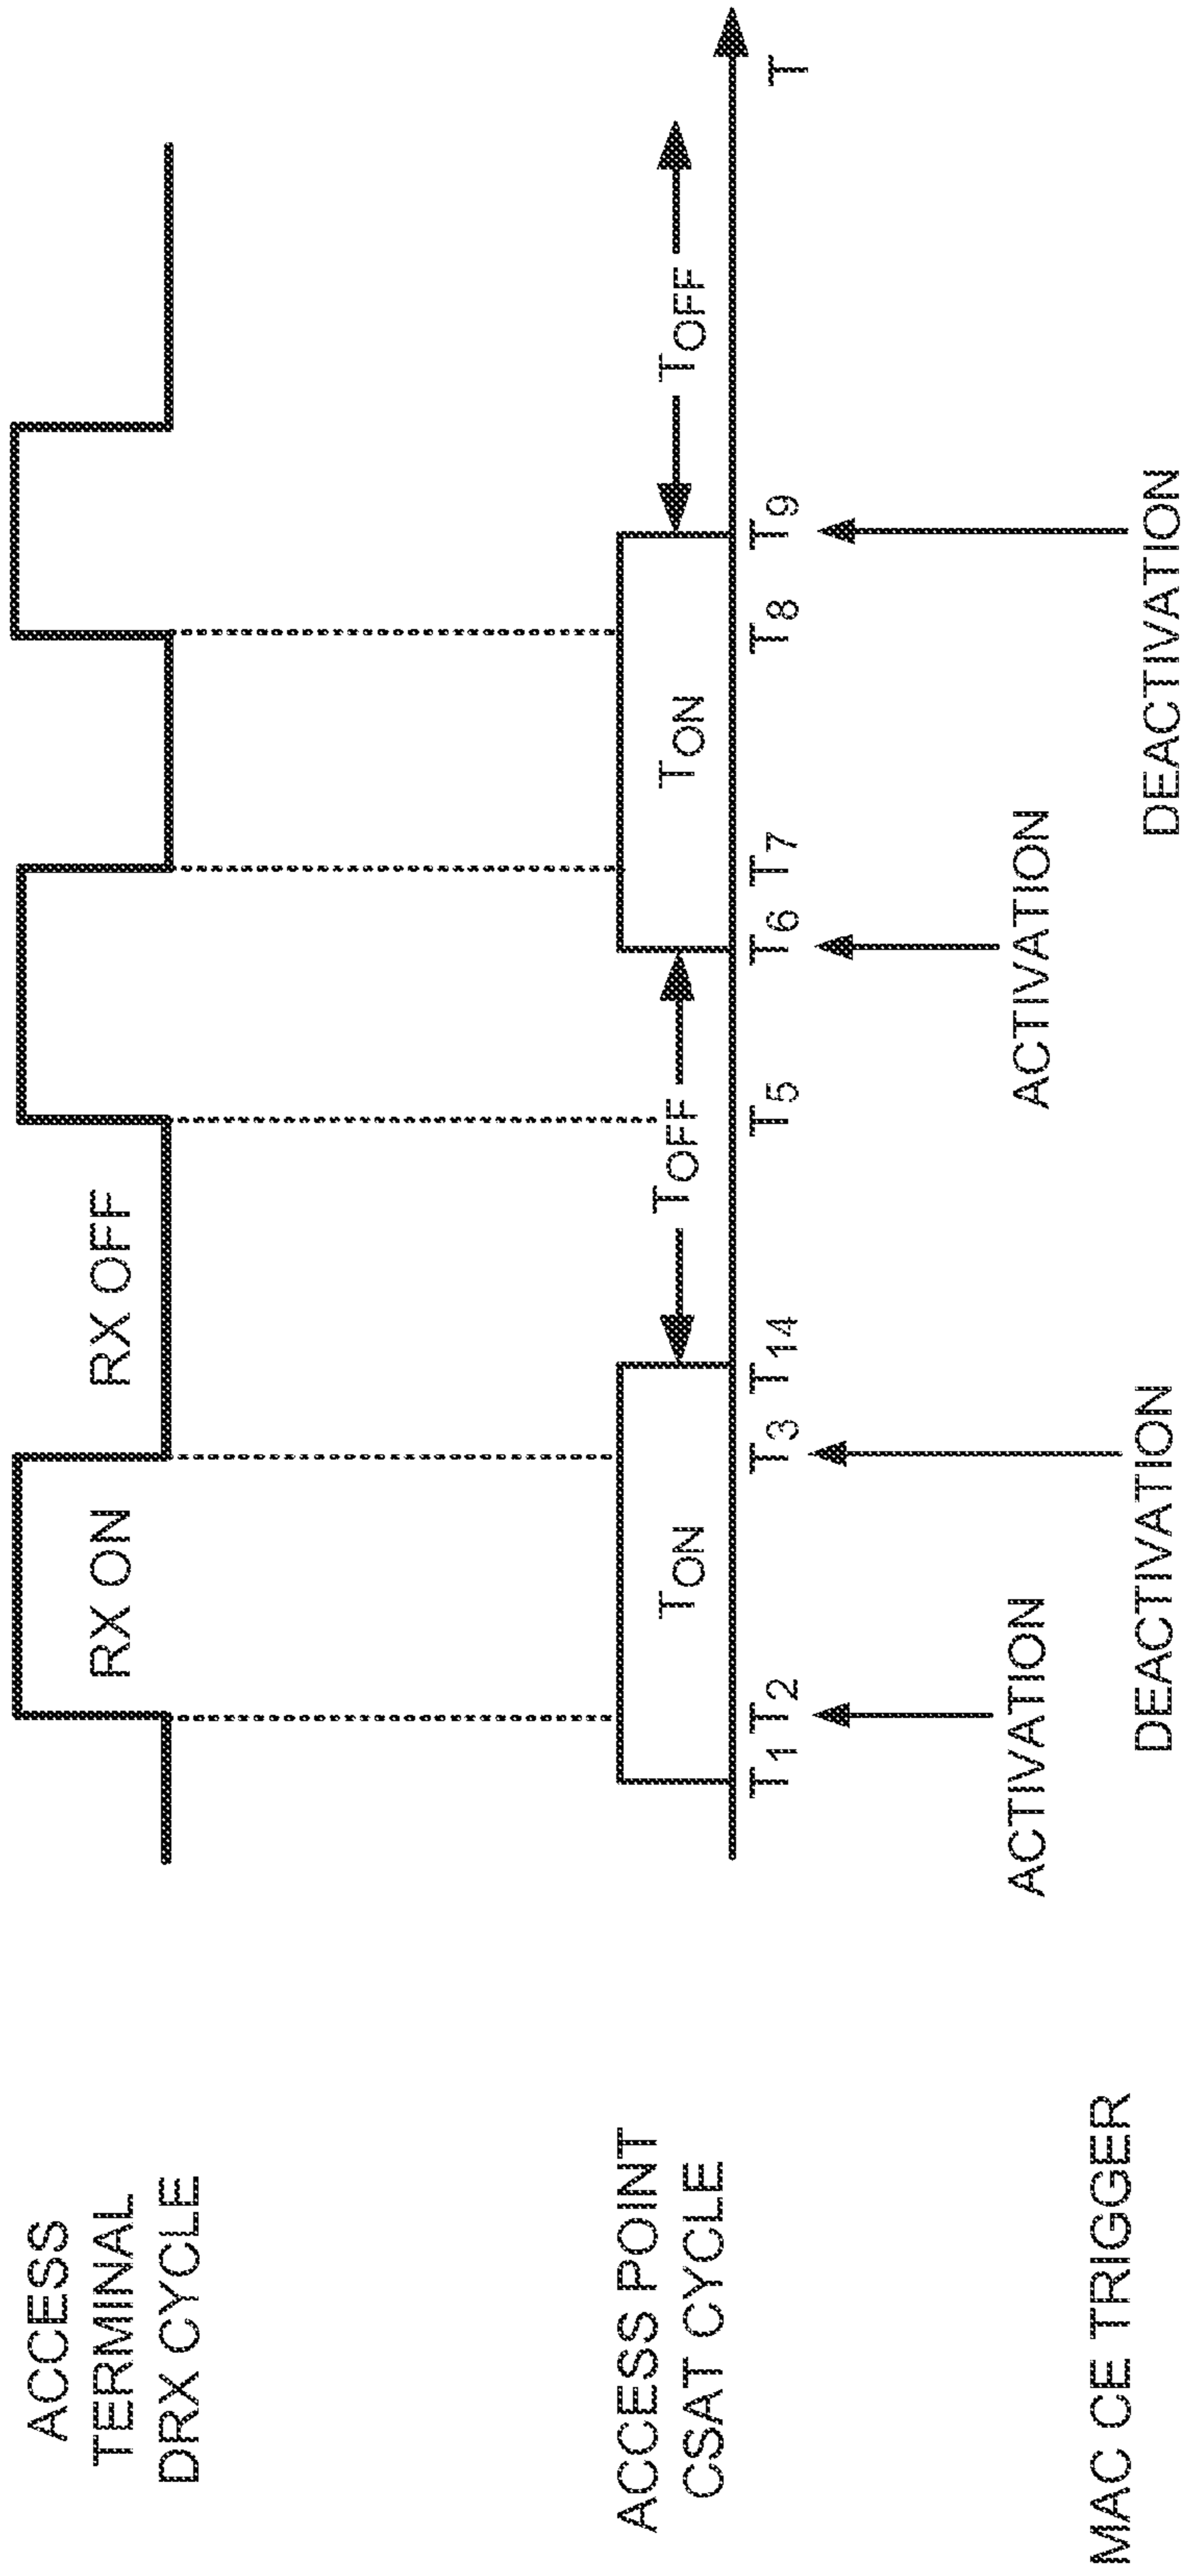 ACCESS
TERMINAL
DRX CYCLE
RX ON
RX OFF
ACCESS POINT
CSAT CYCLE
TON
TOFF
TON
TOFF
T1
T2
T3
T14
T5
T6
T7
T8
T9
T
MAC CE TRIGGER
ACTIVATION
DEACTIVATION
ACTIVATION
DEACTIVATION